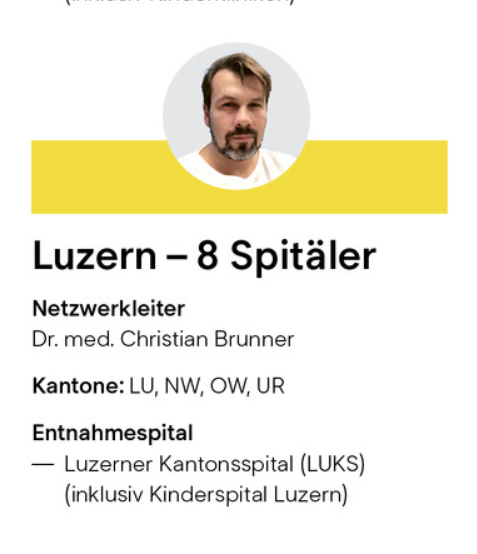 Luzern – 8 Spitäler
Netzwerkleiter
Dr. med. Christian Brunner
Kantone: LU, NW, OW, UR
Entnahmespital
— Luzerner Kantonsspital (LUKS)
(inklusiv Kinderspital Luzern)